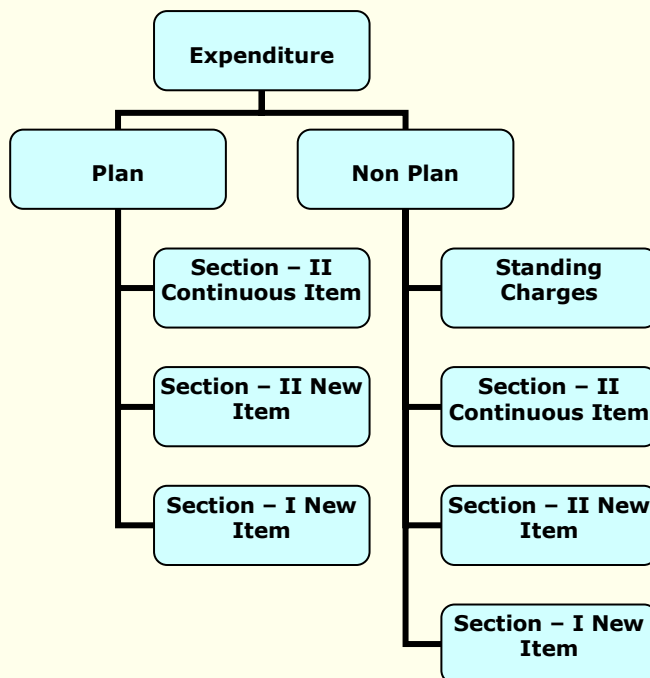 Expenditure
Plan
Non Plan
Section – II
Continuous Item
Section – II New
Item
Section – I New
Item
Standing
Charges
Section – II
Continuous Item
Section – II New
Item
Section – I New
Item